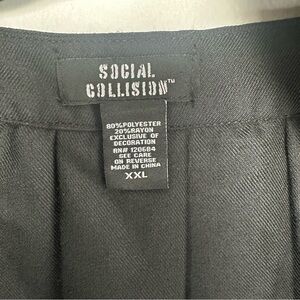 SOCIAL
COLLISION™
80%POLYESTER
20%RAYON
EXCLUSIVE OF
DECORATION
RN# 120684
SEE CARE
ON REVERSE
MADE IN CHINA
XXL